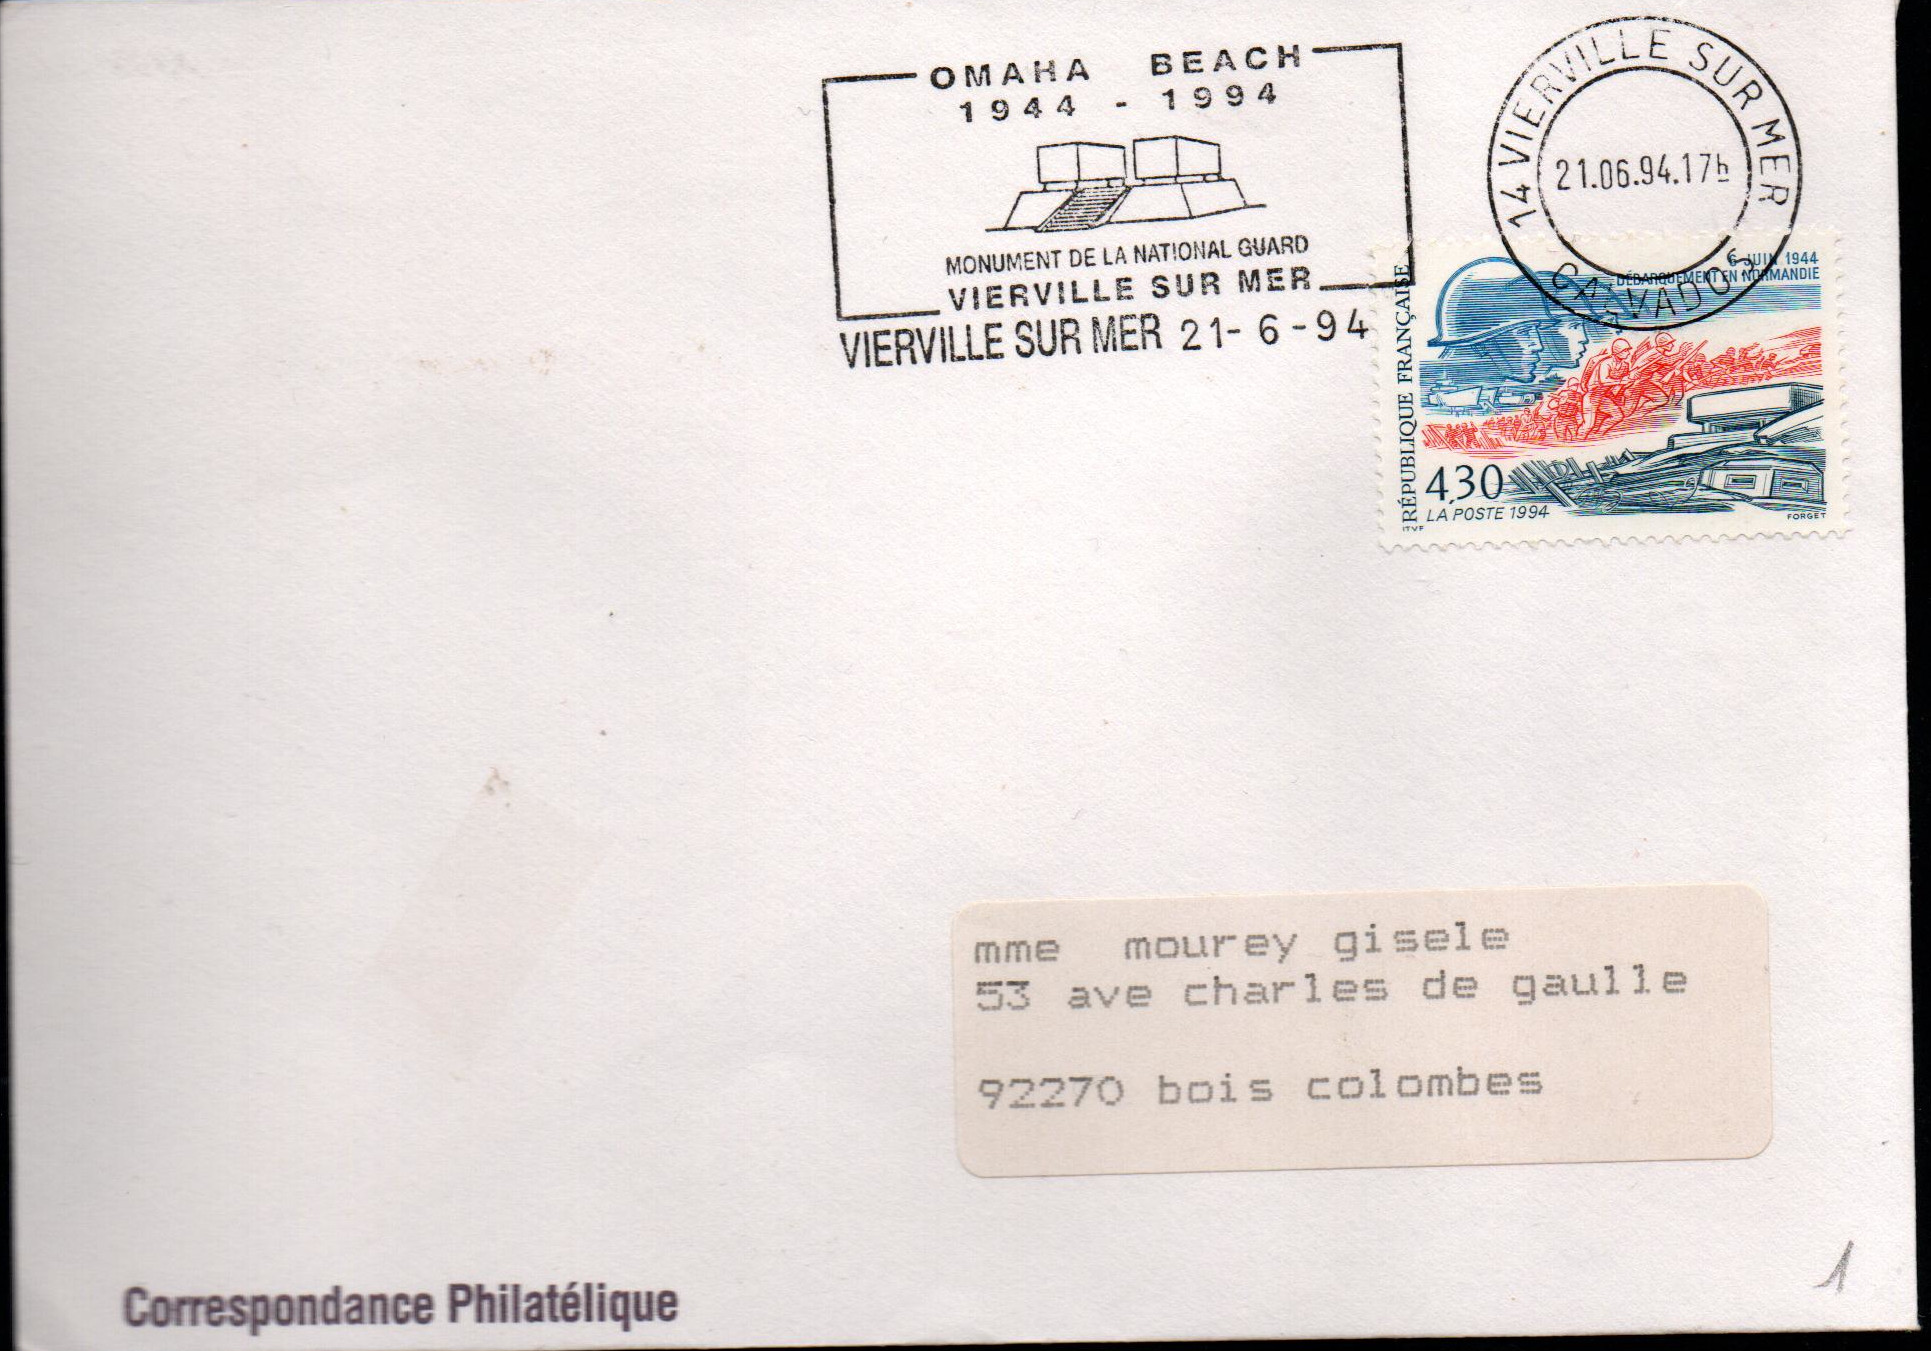 OMAHA BEACH
1944 - 1994
MONUMENT DE LA NATIONAL GUARD
VIERVILLE SUR MER
VIERVILLE SUR MER 21-6-94
14 VIERVILLE SUR MER
21.06.94.17h
CALVADOS
6 JUIN 1944
DÉBARQUEMENT EN NORMANDIE
RÉPUBLIQUE FRANÇAISE
4,30
LA POSTE 1994
ITVF
FORGET
mme mourey gisele
53 ave charles de gaulle
92270 bois colombes
Correspondance Philatélique
1